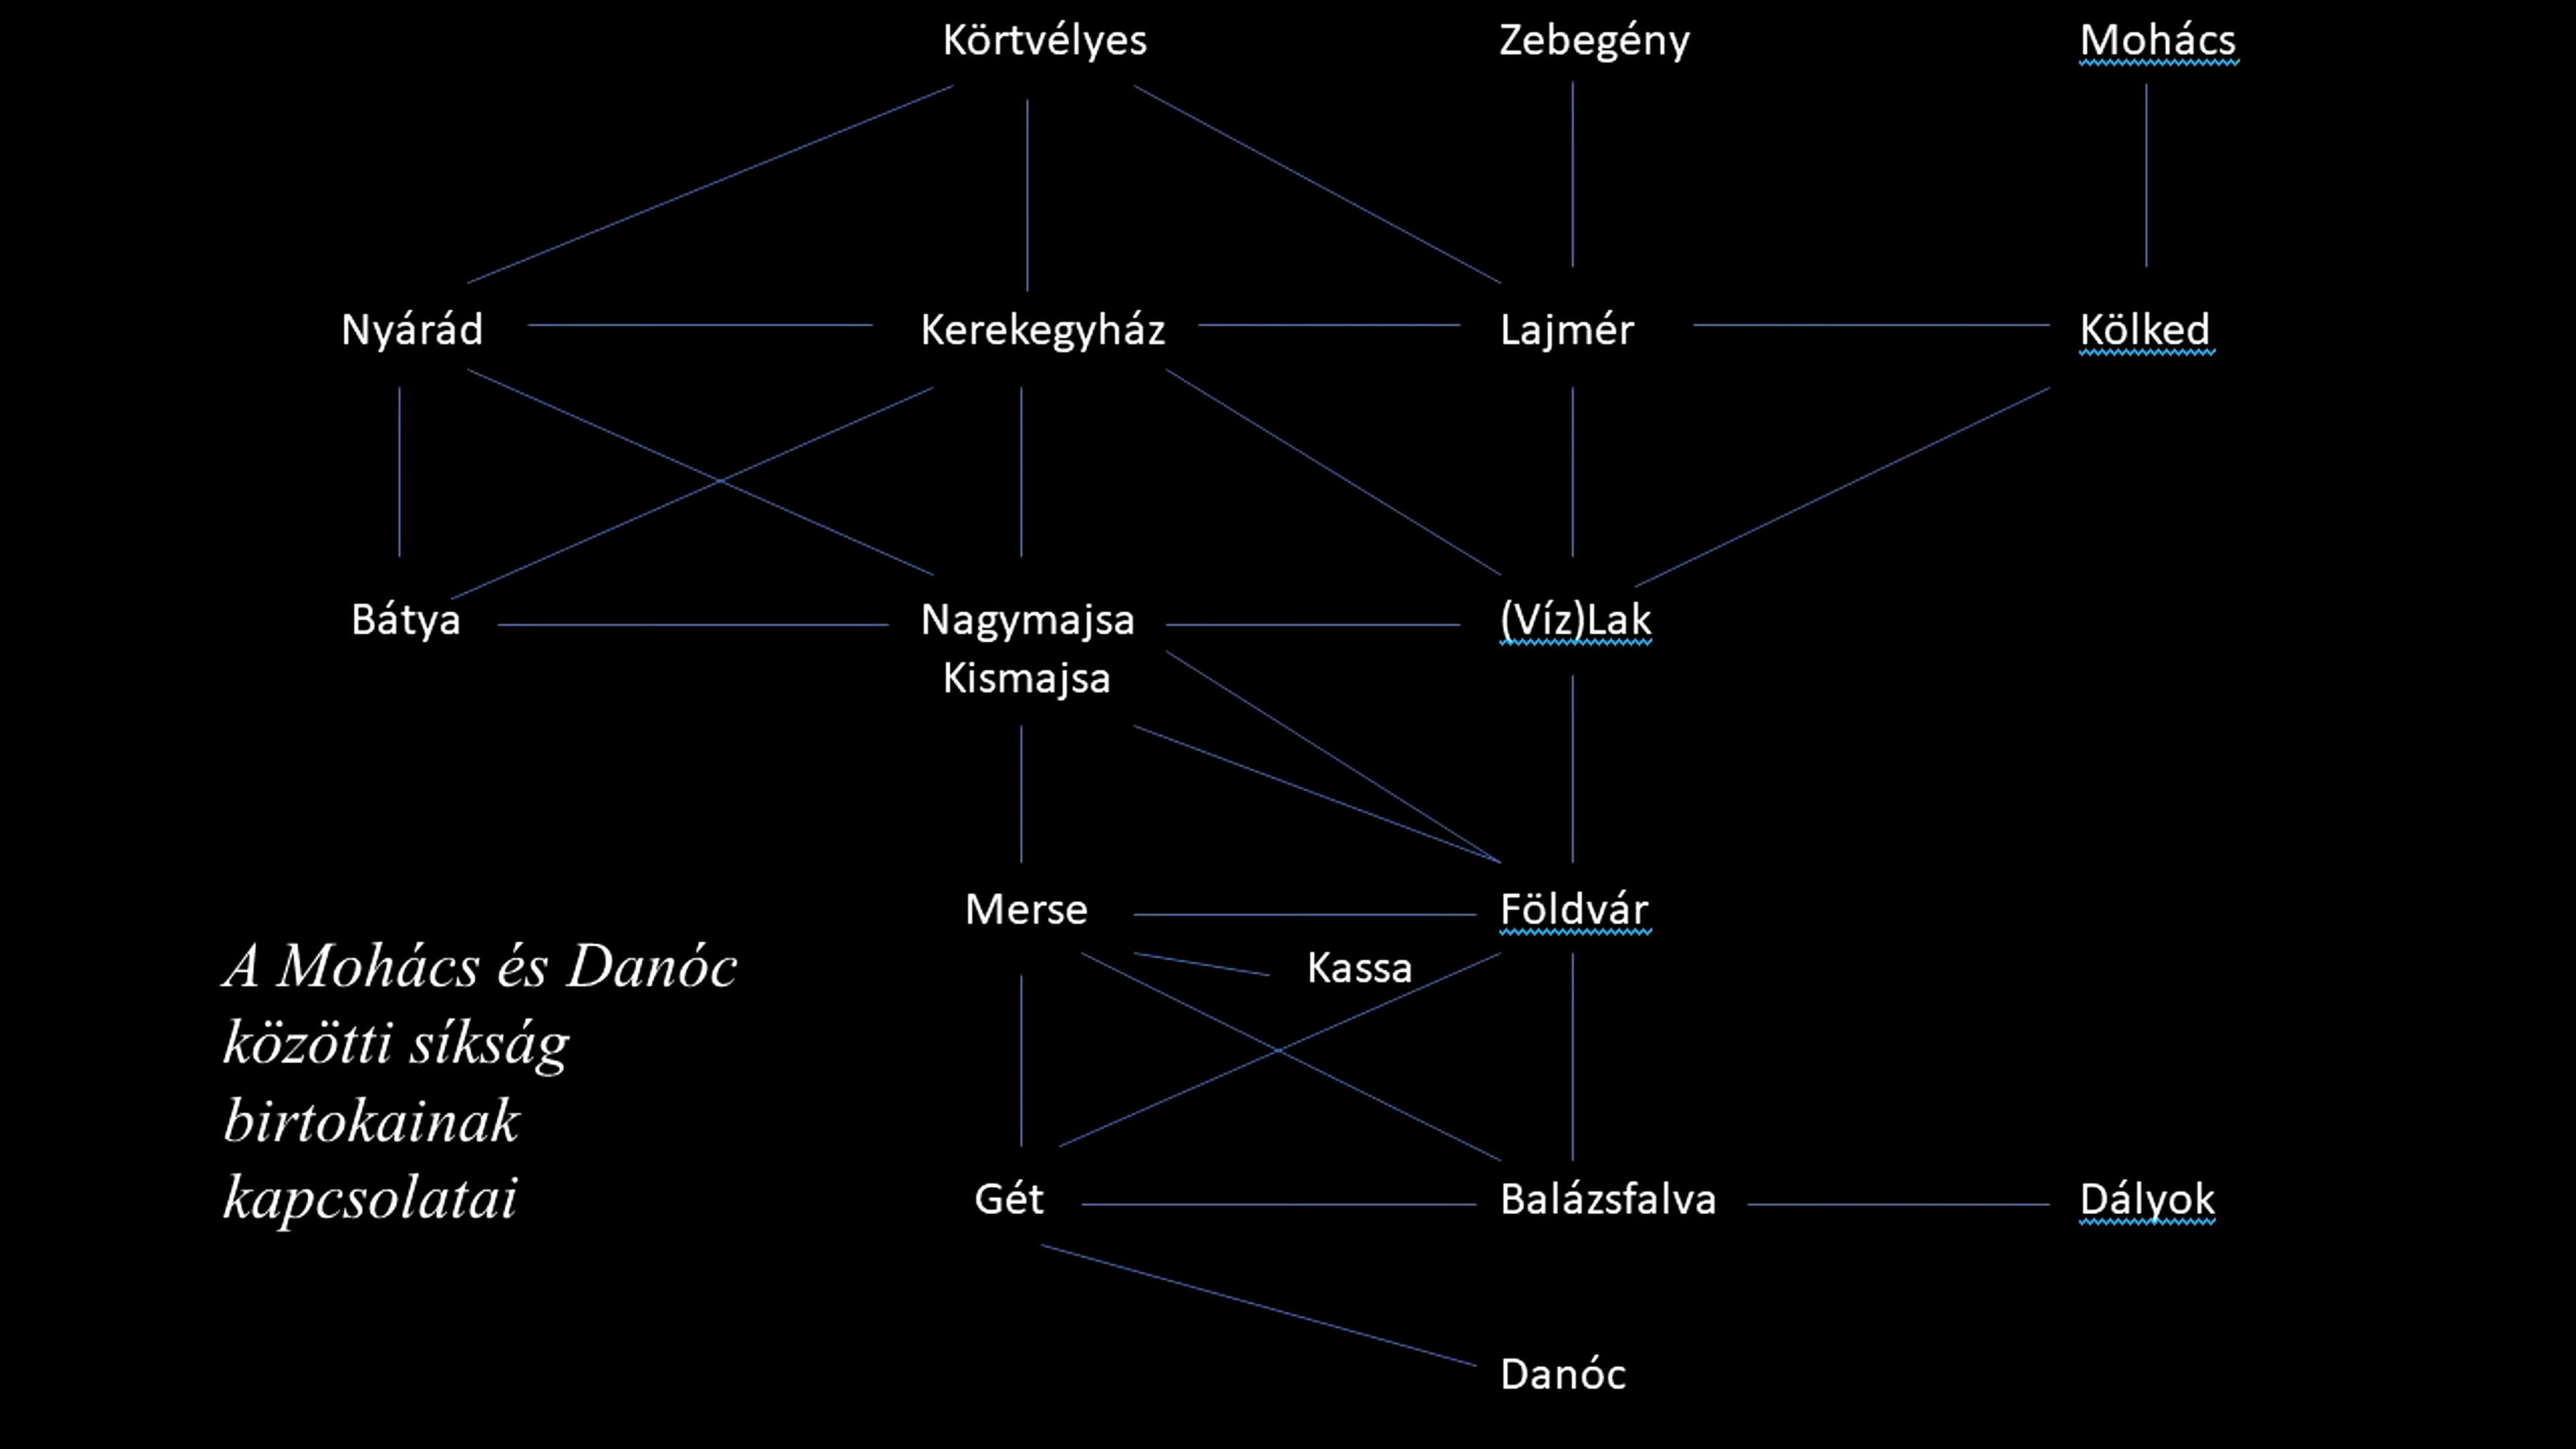 Körtvélyes Zebegény Mohács
Nyárád Kerekegyház Lajmér Kölked
Bátya Nagymajsa (Víz)Lak
Kismajsa
Merse Földvár
Kassa
A Mohács és Danóc
közötti síkság
birtokainak
kapcsolatai
Gét Balázsfalva Dályok
Danóc